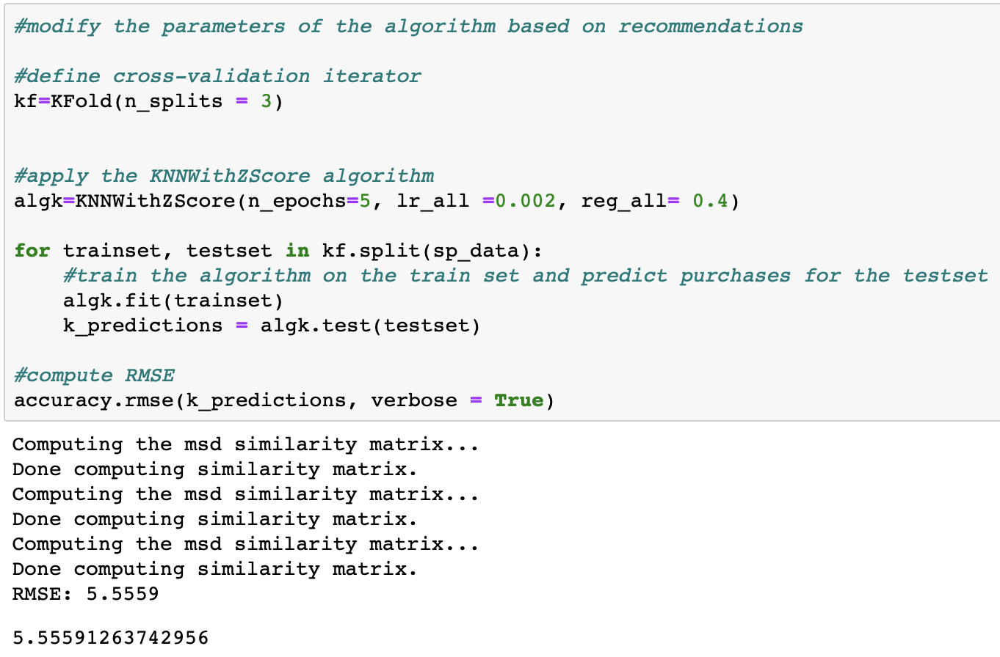 #modify the parameters of the algorithm based on recommendations
#define cross-validation iterator
kf=KFold(n_splits = 3)
#apply the KNNWithZScore algorithm
algk=KNNWithZScore(n_epochs=5, lr_all =0.002, reg_all= 0.4)
for trainset, testset in kf.split(sp_data):
    #train the algorithm on the train set and predict purchases for the testset
    algk.fit(trainset)
    k_predictions = algk.test(testset)
#compute RMSE
accuracy.rmse(k_predictions, verbose = True)
Computing the msd similarity matrix...
Done computing similarity matrix.
Computing the msd similarity matrix...
Done computing similarity matrix.
Computing the msd similarity matrix...
Done computing similarity matrix.
RMSE: 5.5559
5.55591263742956